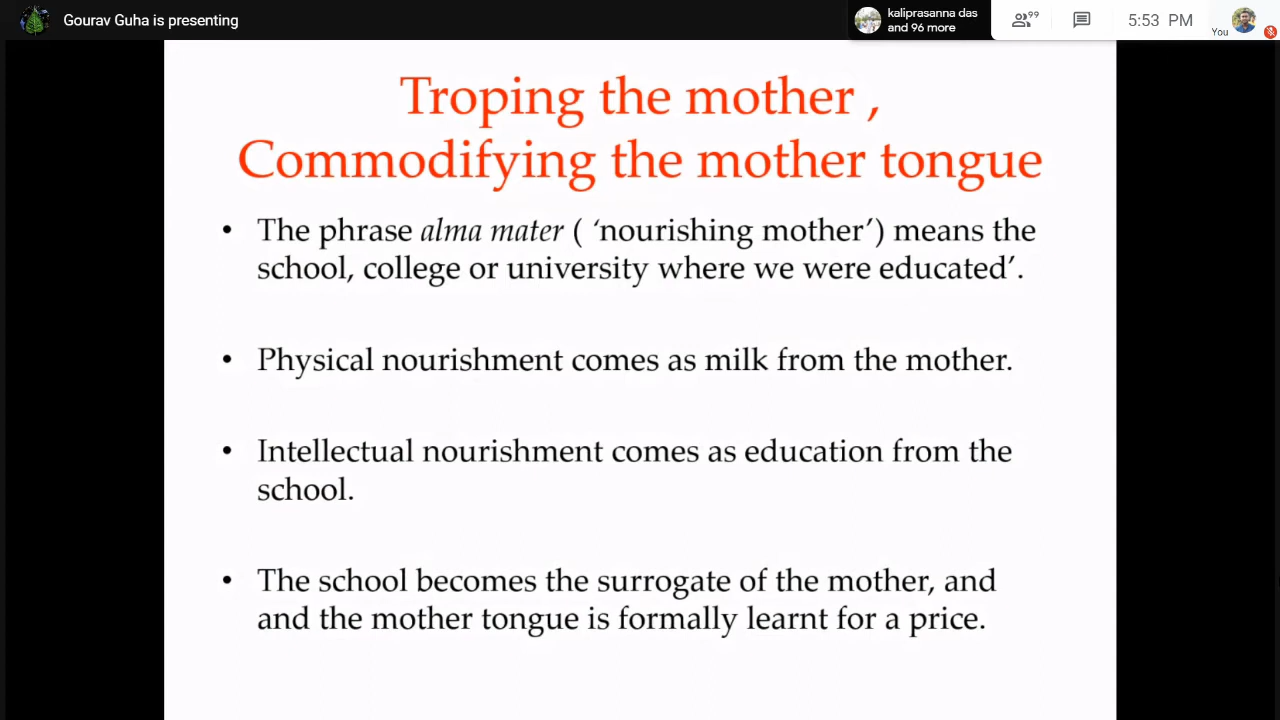 Gourav Guha is presenting
kaliprasanna das
and 96 more
99
5:53 PM
You
Troping the mother ,
Commodifying the mother tongue
• The phrase alma mater ( ‘nourishing mother’) means the
school, college or university where we were educated’.
• Physical nourishment comes as milk from the mother.
• Intellectual nourishment comes as education from the
school.
• The school becomes the surrogate of the mother, and
and the mother tongue is formally learnt for a price.